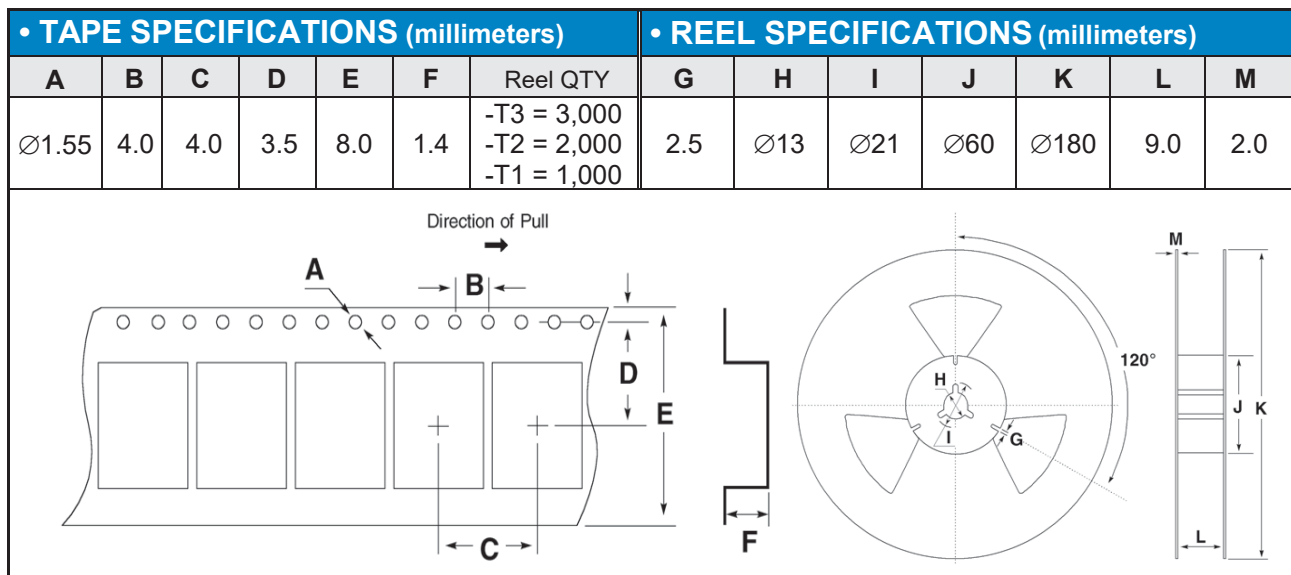 • TAPE SPECIFICATIONS (millimeters)
• REEL SPECIFICATIONS (millimeters)
A B C D E F Reel QTY G H I J K L M
∅1.55 4.0 4.0 3.5 8.0 1.4
-T3 = 3,000
-T2 = 2,000
-T1 = 1,000
2.5 ∅13 ∅21 ∅60 ∅180 9.0 2.0
Direction of Pull
A
B
D
E
C
F
120°
H
I
G
M
J
K
L